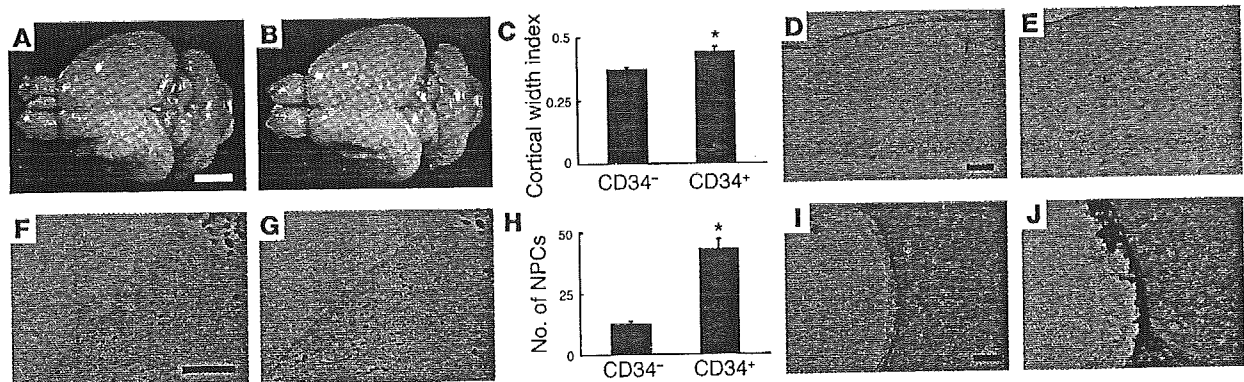 A
B
C
Cortical width index
0.5
0.25
0
CD34-
CD34+
*
D
E
F
G
H
No. of NPCs
50
25
0
CD34-
CD34+
*
I
J